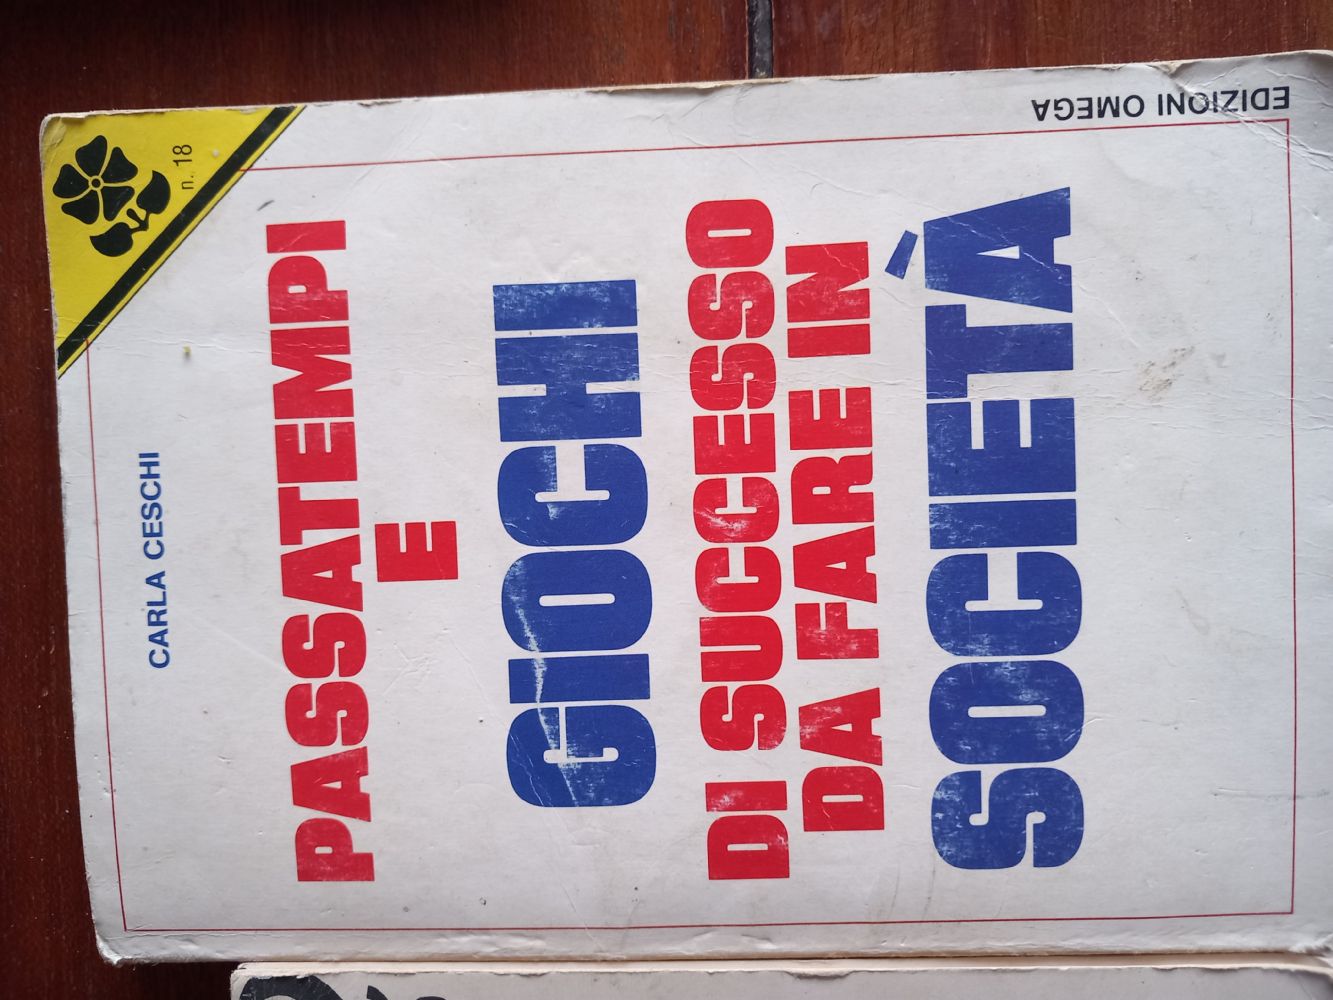 n. 18
CARLA CESCHI
PASSATEMPI
E
GIOCHI
DI SUCCESSO
DA FARE IN
SOCIETÀ
EDIZIONI OMEGA